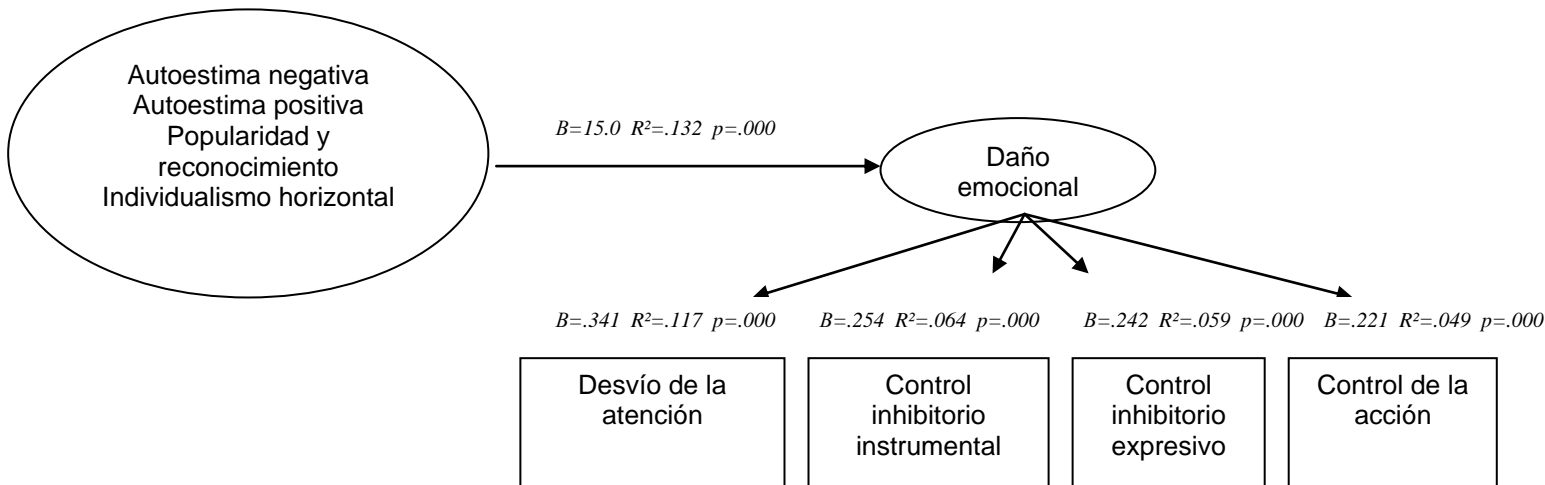 Autoestima negativa
Autoestima positiva
Popularidad y
reconocimiento
Individualismo horizontal
B=15.0 R²=.132 p=.000
Daño
emocional
B=.341 R²=.117 p=.000
B=.254 R²=.064 p=.000
B=.242 R²=.059 p=.000
B=.221 R²=.049 p=.000
Desvío de la
atención
Control
inhibitorio
instrumental
Control
inhibitorio
expresivo
Control de la
acción